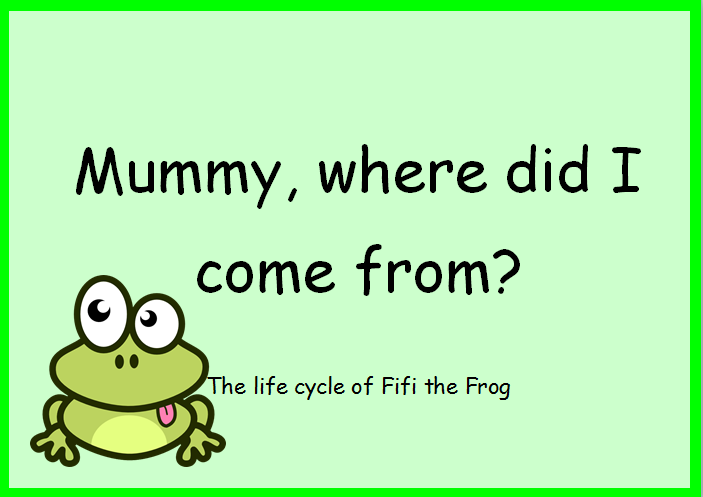 Mummy, where did I
come from?
The life cycle of Fifi the Frog